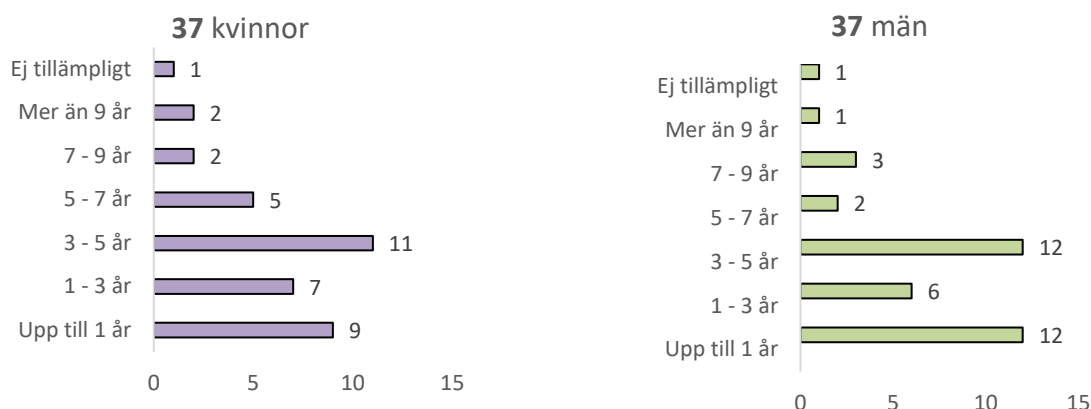 37 kvinnor
Ej tillämpligt 1
Mer än 9 år 2
7 - 9 år 2
5 - 7 år 5
3 - 5 år 11
1 - 3 år 7
Upp till 1 år 9
0 5 10 15
37 män
Ej tillämpligt 1
Mer än 9 år 1
7 - 9 år 3
5 - 7 år 2
3 - 5 år 12
1 - 3 år 6
Upp till 1 år 12
0 5 10 15